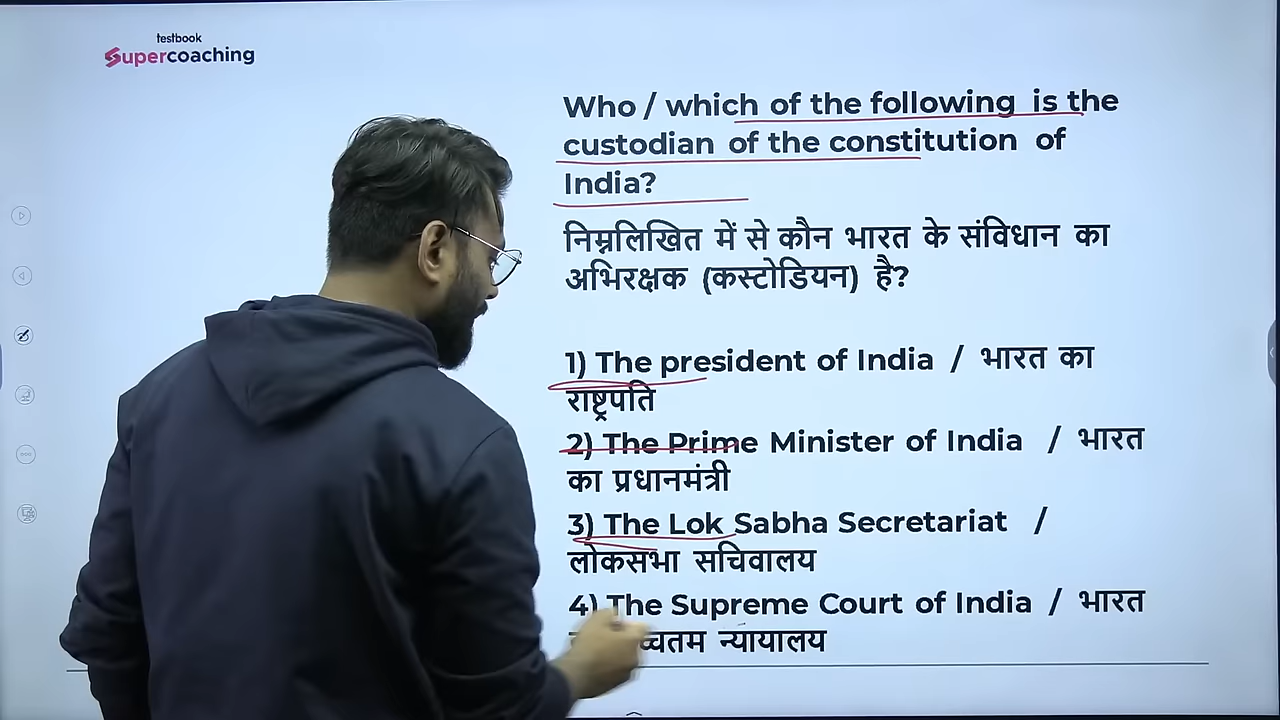 testbook
Supercoaching
Who / which of the following is the
custodian of the constitution of
India?
निम्नलिखित में से कौन भारत के संविधान का
अभिरक्षक (कस्टोडियन) है?
1) The president of India / भारत का
राष्ट्रपति
2) The Prime Minister of India / भारत
का प्रधानमंत्री
3) The Lok Sabha Secretariat /
लोकसभा सचिवालय
4) The Supreme Court of India / भारत
न्यायालय